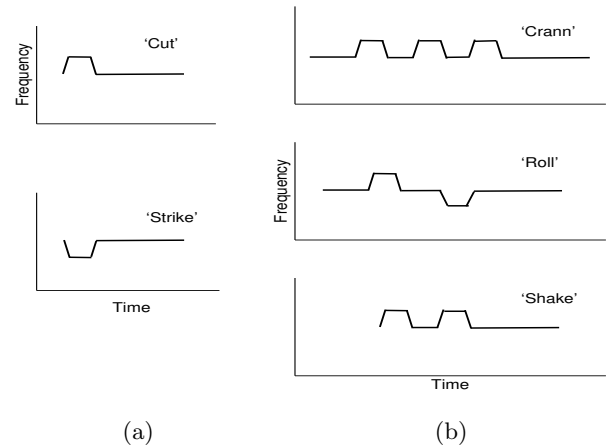 'Cut'
Frequency
'Strike'
Time
(a)
'Crann'
'Roll'
Frequency
'Shake'
Time
(b)